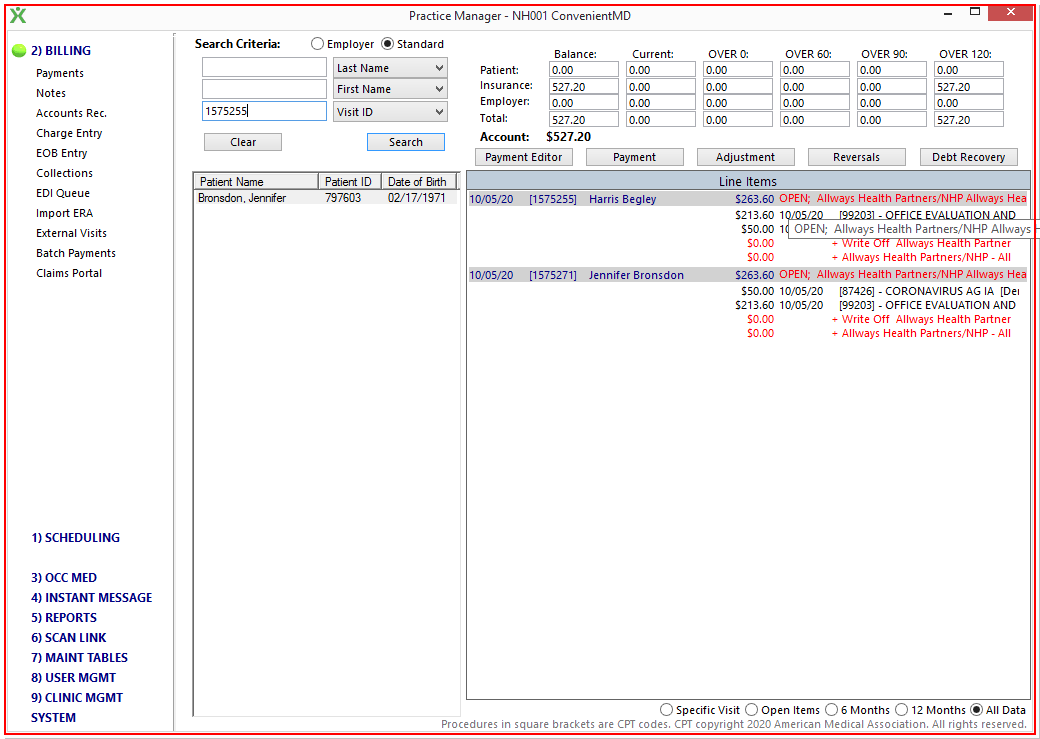 Practice Manager - NH001 ConvenientMD
2) BILLING
Payments
Notes
Accounts Rec.
Charge Entry
EOB Entry
Collections
EDI Queue
Import ERA
External Visits
Batch Payments
Claims Portal
1) SCHEDULING
3) OCC MED
4) INSTANT MESSAGE
5) REPORTS
6) SCAN LINK
7) MAINT TABLES
8) USER MGMT
9) CLINIC MGMT
SYSTEM
Search Criteria: Employer Standard
Last Name
First Name
1575255 Visit ID
Clear Search
Balance: Current: OVER 0: OVER 60: OVER 90: OVER 120:
Patient: 0.00 0.00 0.00 0.00 0.00 0.00
Insurance: 527.20 0.00 0.00 0.00 0.00 527.20
Employer: 0.00 0.00 0.00 0.00 0.00 0.00
Total: 527.20 0.00 0.00 0.00 0.00 527.20
Account: $527.20
Payment Editor Payment Adjustment Reversals Debt Recovery
Patient Name Patient ID Date of Birth
Bronsdon, Jennifer 797603 02/17/1971
Line Items
10/05/20 [1575255] Harris Begley $263.60 OPEN; Allways Health Partners/NHP Allways Hea
$213.60 10/05/20 [99203] - OFFICE EVALUATION AND
$50.00 10 OPEN; Allways Health Partners/NHP Allways
$0.00 + Write Off Allways Health Partner
$0.00 + Allways Health Partners/NHP - All
10/05/20 [1575271] Jennifer Bronsdon $263.60 OPEN; Allways Health Partners/NHP Allways Hea
$50.00 10/05/20 [87426] - CORONAVIRUS AG IA [De
$213.60 10/05/20 [99203] - OFFICE EVALUATION AND
$0.00 + Write Off Allways Health Partner
$0.00 + Allways Health Partners/NHP - All
Specific Visit Open Items 6 Months 12 Months All Data
Procedures in square brackets are CPT codes. CPT copyright 2020 American Medical Association. All rights reserved.